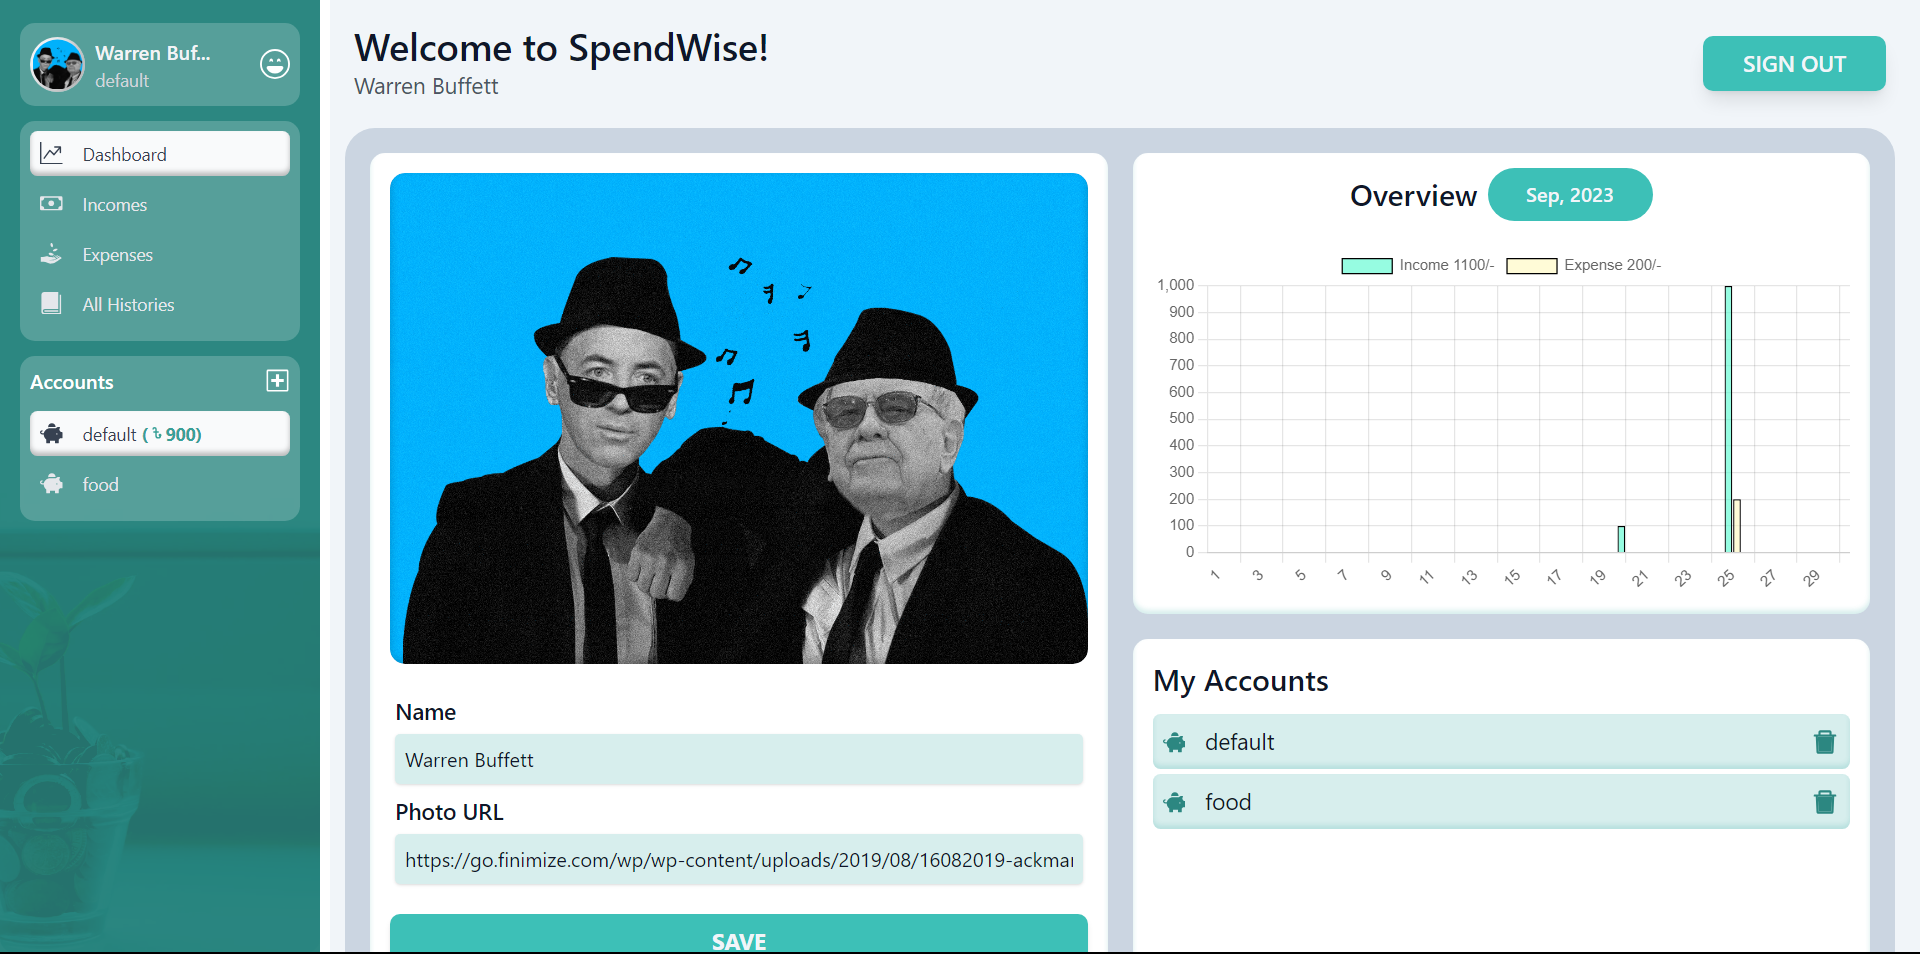 Warren Buf...
default
Dashboard
Incomes
Expenses
All Histories
Accounts
default (৳ 900)
food
Welcome to SpendWise!
Warren Buffett
SIGN OUT
Name
Warren Buffett
Photo URL
https://go.finimize.com/wp/wp-content/uploads/2019/08/16082019-ackma
SAVE
Overview
Sep, 2023
Income 1100/- Expense 200/-
1,000
900
800
700
600
500
400
300
200
100
0
1 3 5 7 9 11 13 15 17 19 21 23 25 27 29
My Accounts
default
food